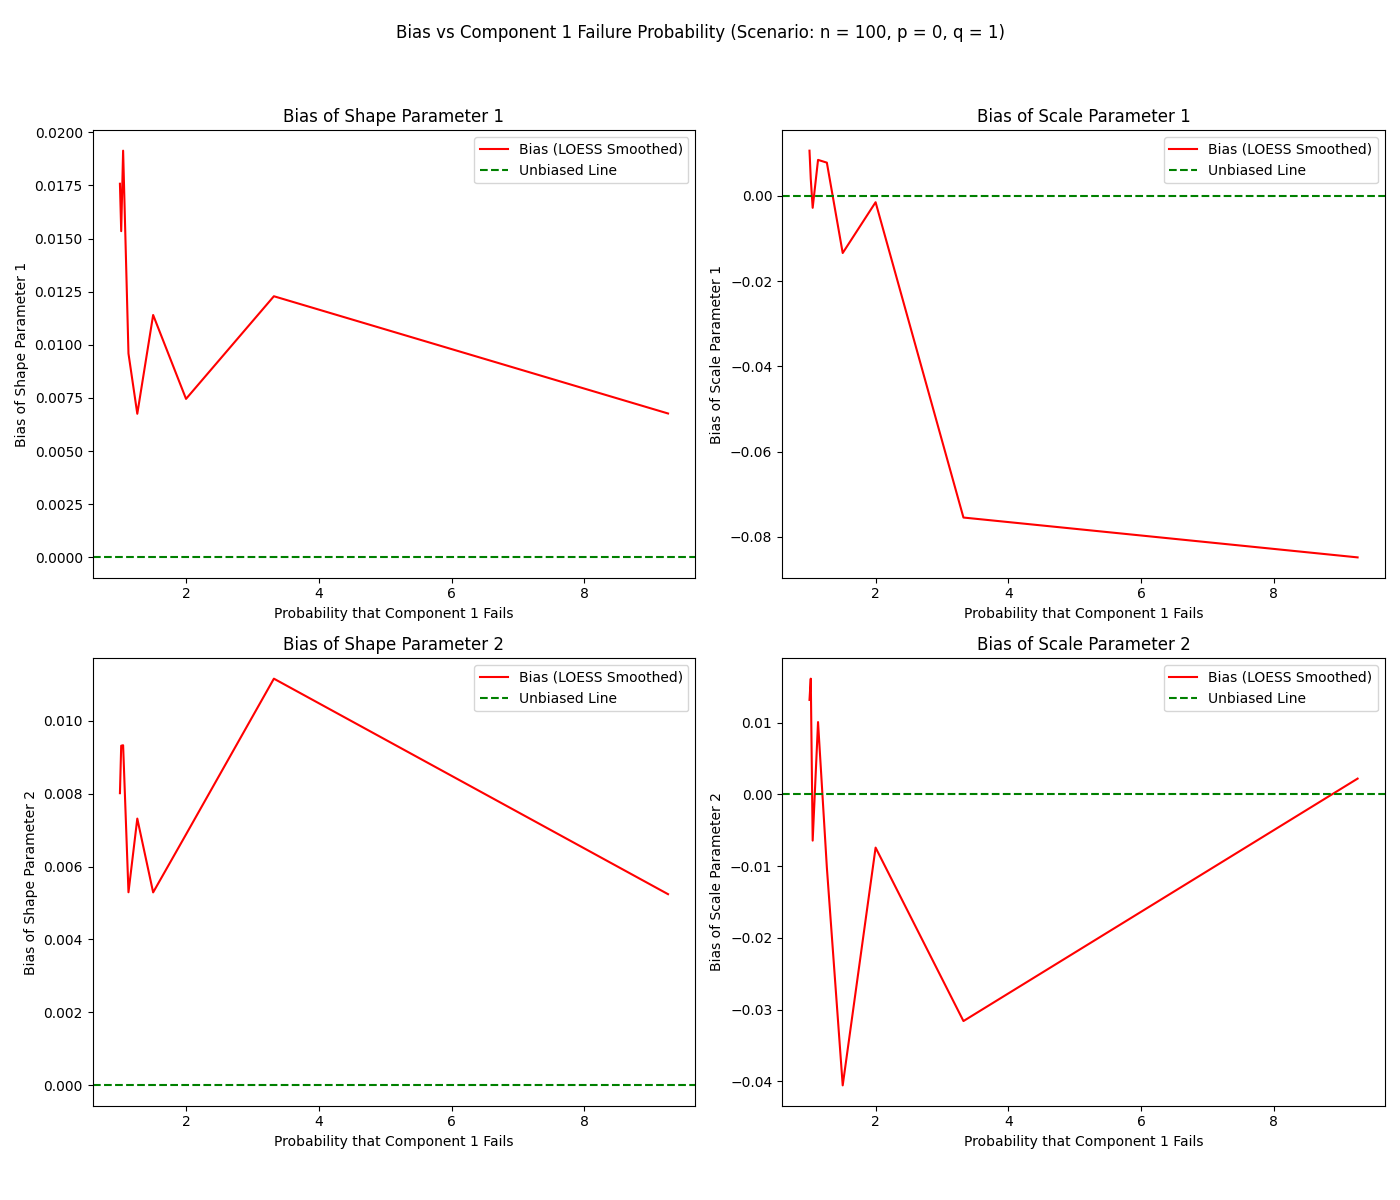 Bias vs Component 1 Failure Probability (Scenario: n = 100, p = 0, q = 1)
Bias of Shape Parameter 1
Bias (LOESS Smoothed)
Unbiased Line
0.0200
0.0175
0.0150
0.0125
0.0100
0.0075
0.0050
0.0025
0.0000
Bias of Shape Parameter 1
2 4 6 8
Probability that Component 1 Fails
Bias of Scale Parameter 1
Bias (LOESS Smoothed)
Unbiased Line
0.00
−0.02
−0.04
−0.06
−0.08
Bias of Scale Parameter 1
2 4 6 8
Probability that Component 1 Fails
Bias of Shape Parameter 2
Bias (LOESS Smoothed)
Unbiased Line
0.010
0.008
0.006
0.004
0.002
0.000
Bias of Shape Parameter 2
2 4 6 8
Probability that Component 1 Fails
Bias of Scale Parameter 2
Bias (LOESS Smoothed)
Unbiased Line
0.01
0.00
−0.01
−0.02
−0.03
−0.04
Bias of Scale Parameter 2
2 4 6 8
Probability that Component 1 Fails